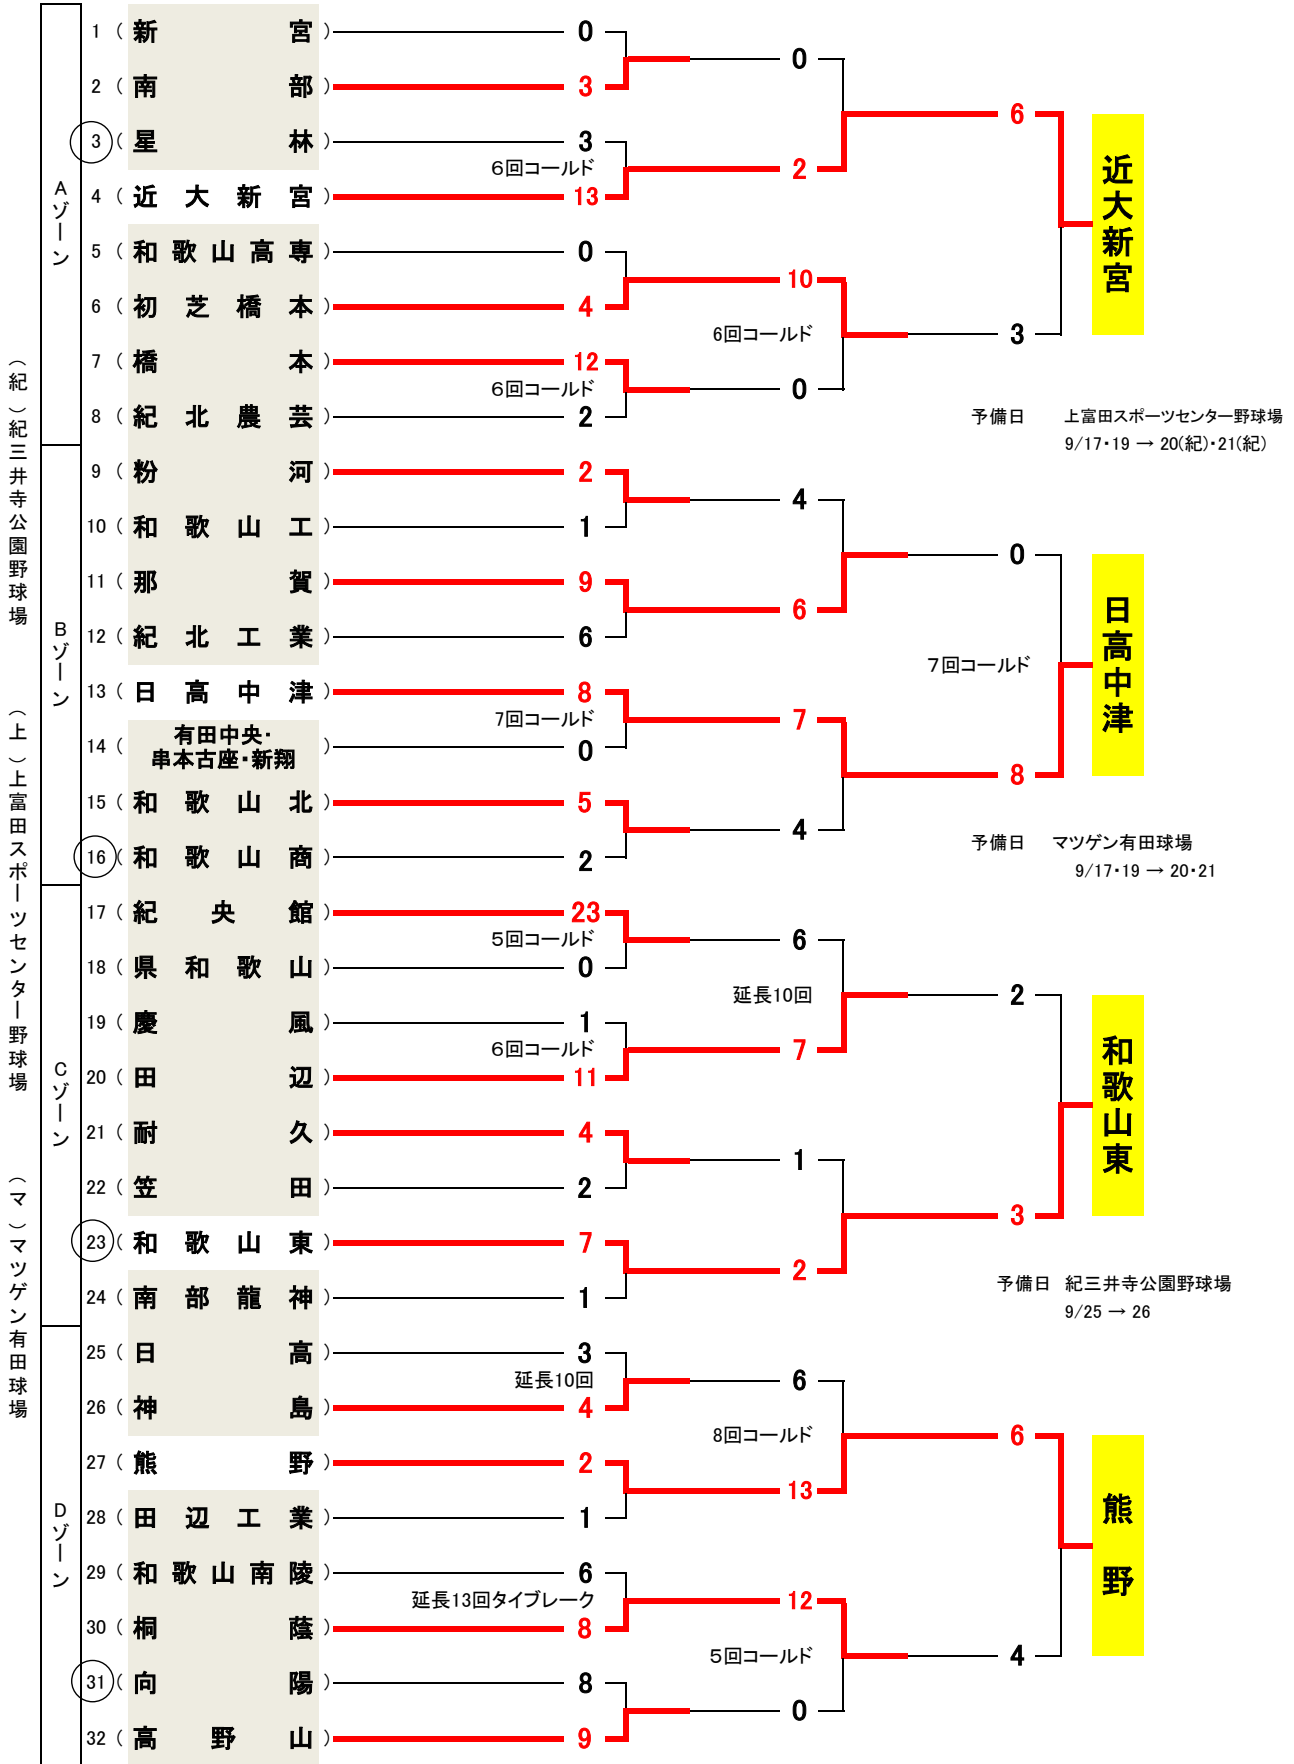 (紀)紀三井寺公園野球場
(上)上富田スポーツセンター野球場
(マ)マツゲン有田球場
Aゾーン
1 (新宮) 0
2 (南部) 3
3 (星林) 3
6回コールド
4 (近大新宮) 13
5 (和歌山高専) 0
6 (初芝橋本) 4
7 (橋本) 12
6回コールド
8 (紀北農芸) 2
0
2
10
6回コールド
0
6
3
近大新宮
予備日 上富田スポーツセンター野球場
9/17・19 → 20(紀)・21(紀)
Bゾーン
9 (粉河) 2
10 (和歌山工) 1
11 (那賀) 9
12 (紀北工業) 6
13 (日高中津) 8
7回コールド
14 (有田中央・
串本古座・新翔) 0
15 (和歌山北) 5
16 (和歌山商) 2
4
6
7
4
0
7回コールド
8
日高中津
予備日 マツゲン有田球場
9/17・19 → 20・21
Cゾーン
17 (紀央館) 23
5回コールド
18 (県和歌山) 0
19 (慶風) 1
6回コールド
20 (田辺) 11
21 (耐久) 4
22 (笠田) 2
23 (和歌山東) 7
24 (南部龍神) 1
6
延長10回
7
1
2
2
3
和歌山東
予備日 紀三井寺公園野球場
9/25 → 26
Dゾーン
25 (日高) 3
延長10回
26 (神島) 4
27 (熊野) 2
28 (田辺工業) 1
29 (和歌山南陵) 6
延長13回タイブレーク
30 (桐蔭) 8
31 (向陽) 8
32 (高野山) 9
6
8回コールド
13
12
5回コールド
0
6
4
熊野